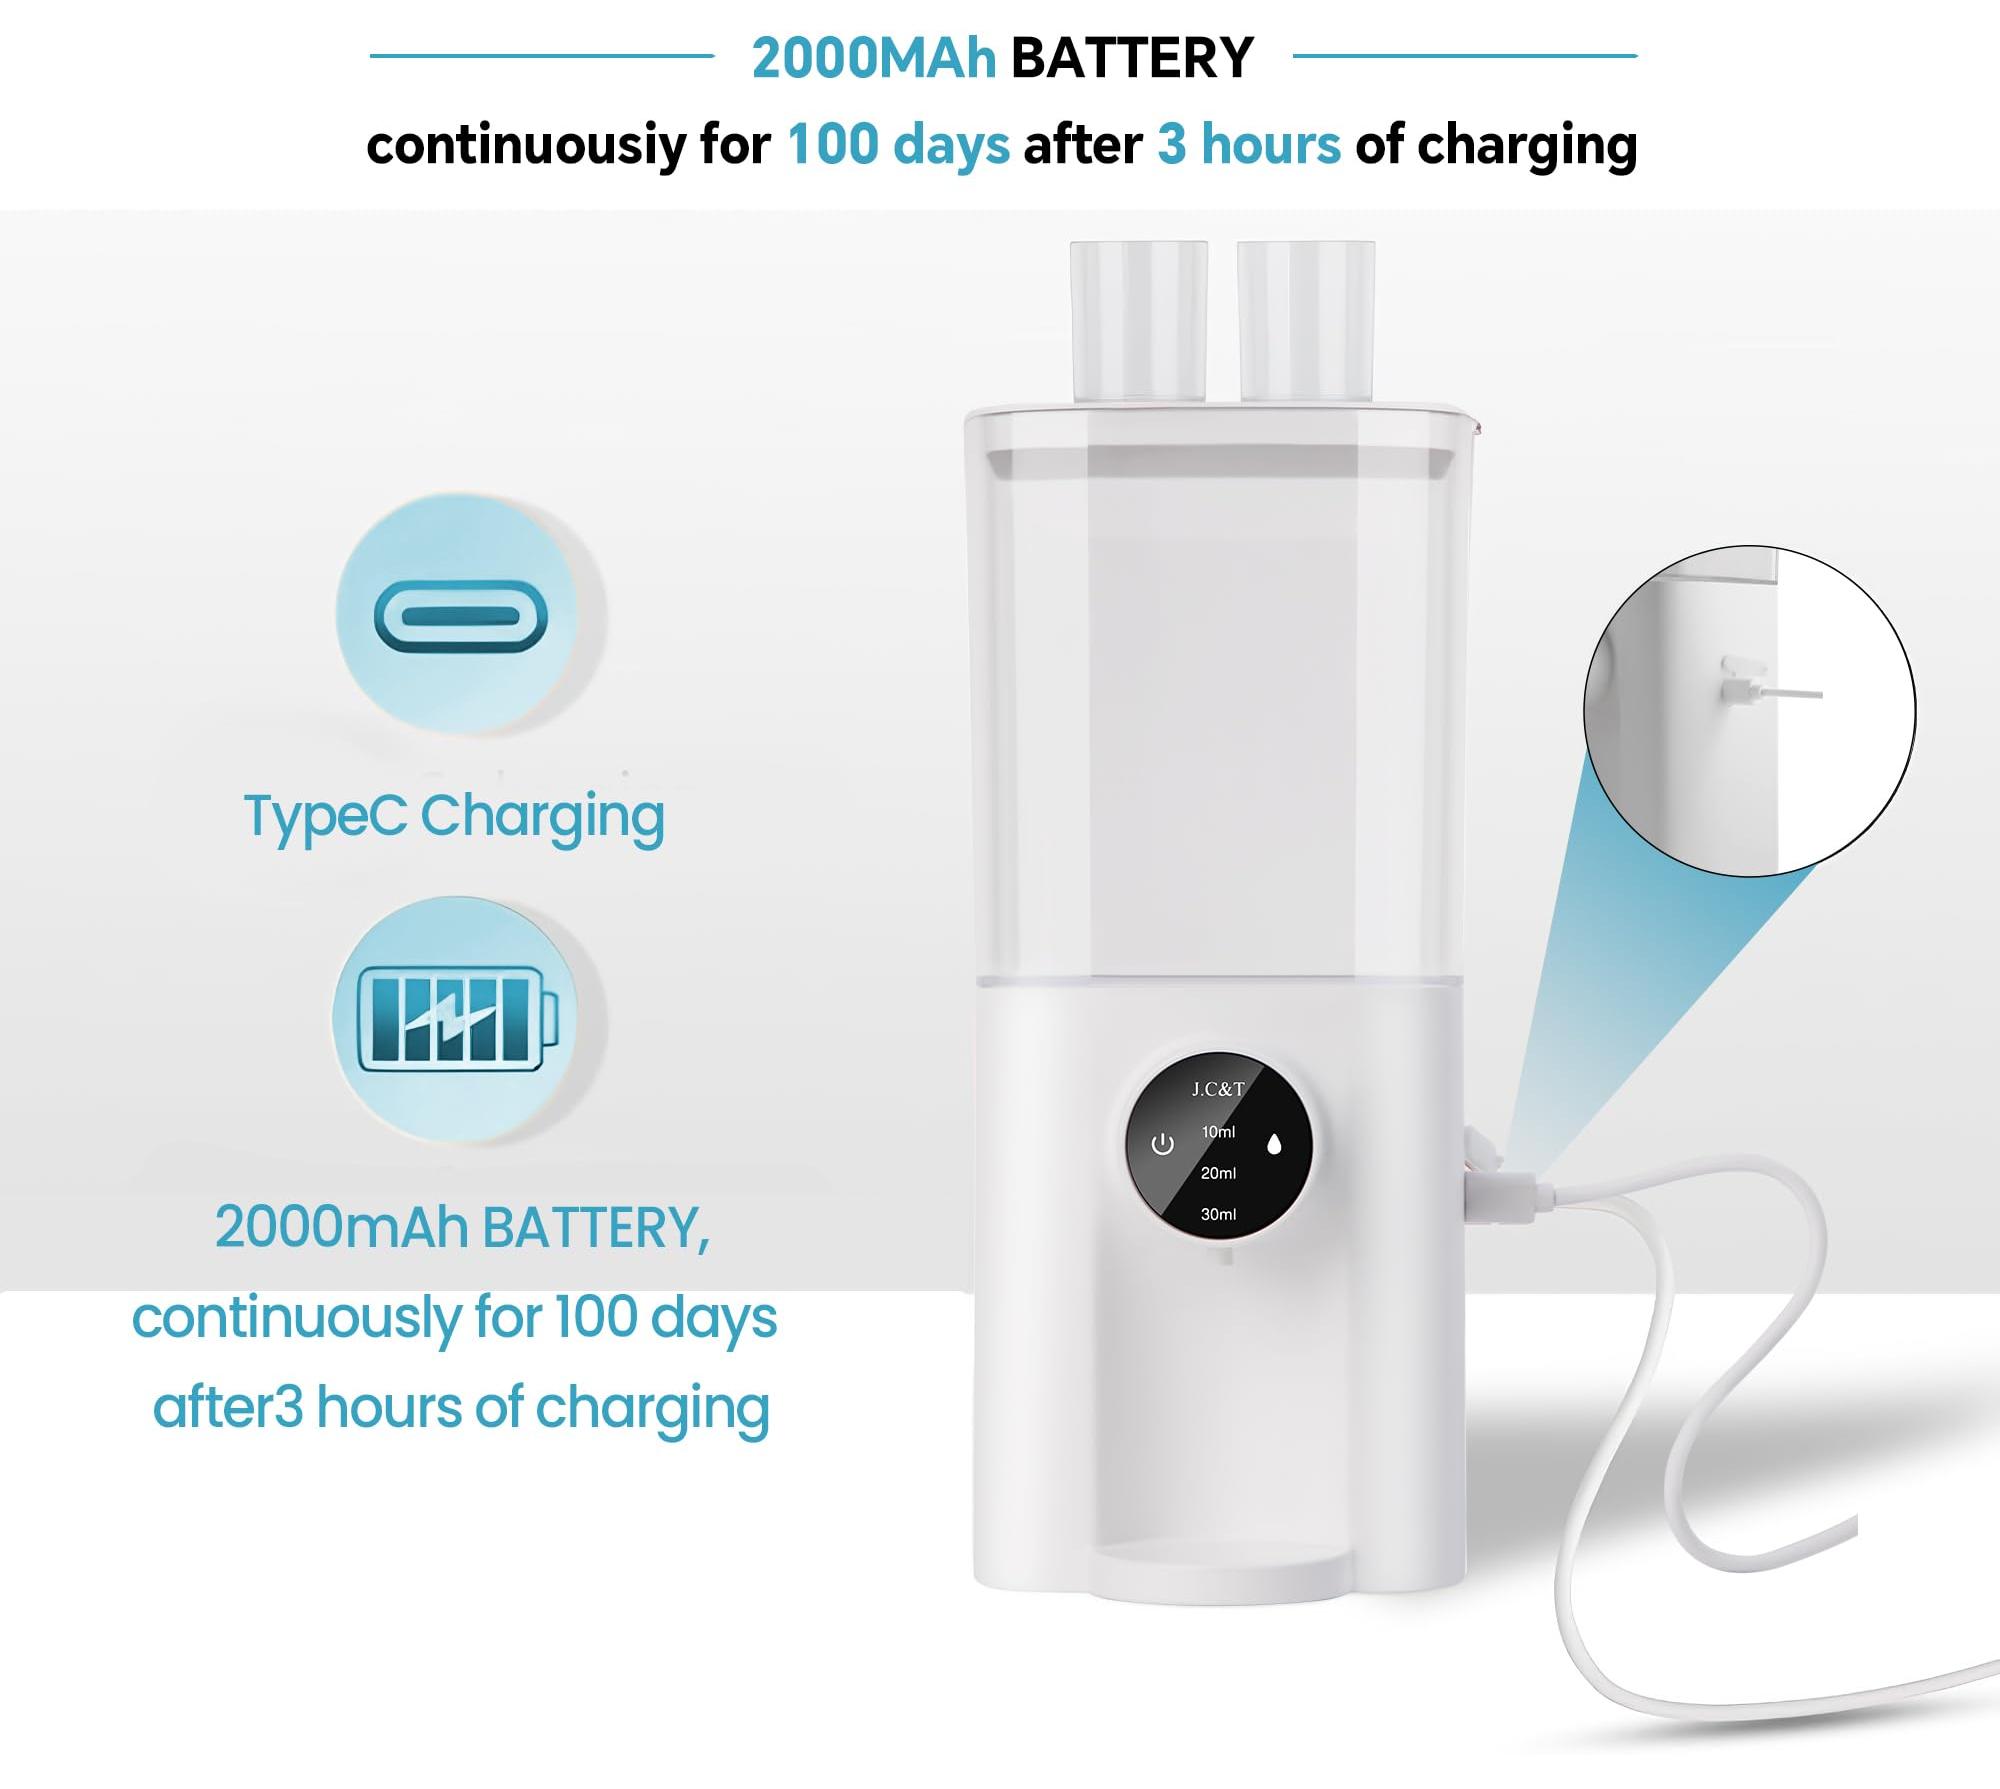 2000MAh BATTERY
continuousiy for 100 days after 3 hours of charging
TypeC Charging
2000mAh BATTERY,
continuously for 100 days
after3 hours of charging
J.C&T
10ml
20ml
30ml